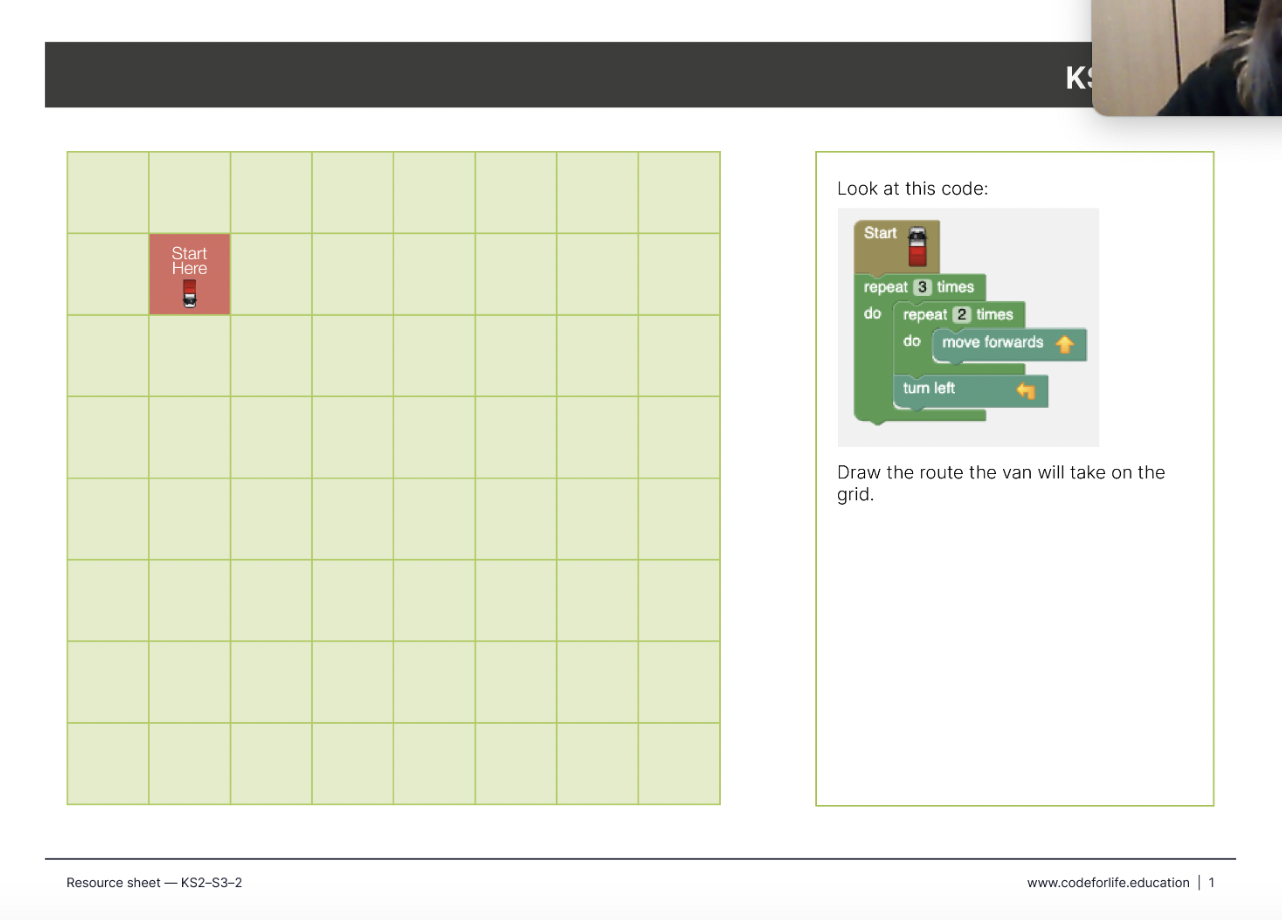 Start
Here
Look at this code:
Start
repeat 3 times
do repeat 2 times
do move forwards
turn left
Draw the route the van will take on the
grid.
Resource sheet — KS2–S3–2
www.codeforlife.education | 1